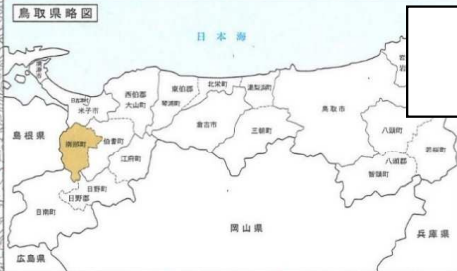 鳥取県略図
日本海
境港市
日吉津村
米子市
西伯郡
大山町
東伯郡
琴浦町
北栄町
湯梨浜町
鳥取市
倉吉市
三朝町
八頭町
八頭郡
若桜町
智頭町
島根県
南部町
伯耆町
江府町
日野町
日野郡
日南町
岡山県
広島県
兵庫県